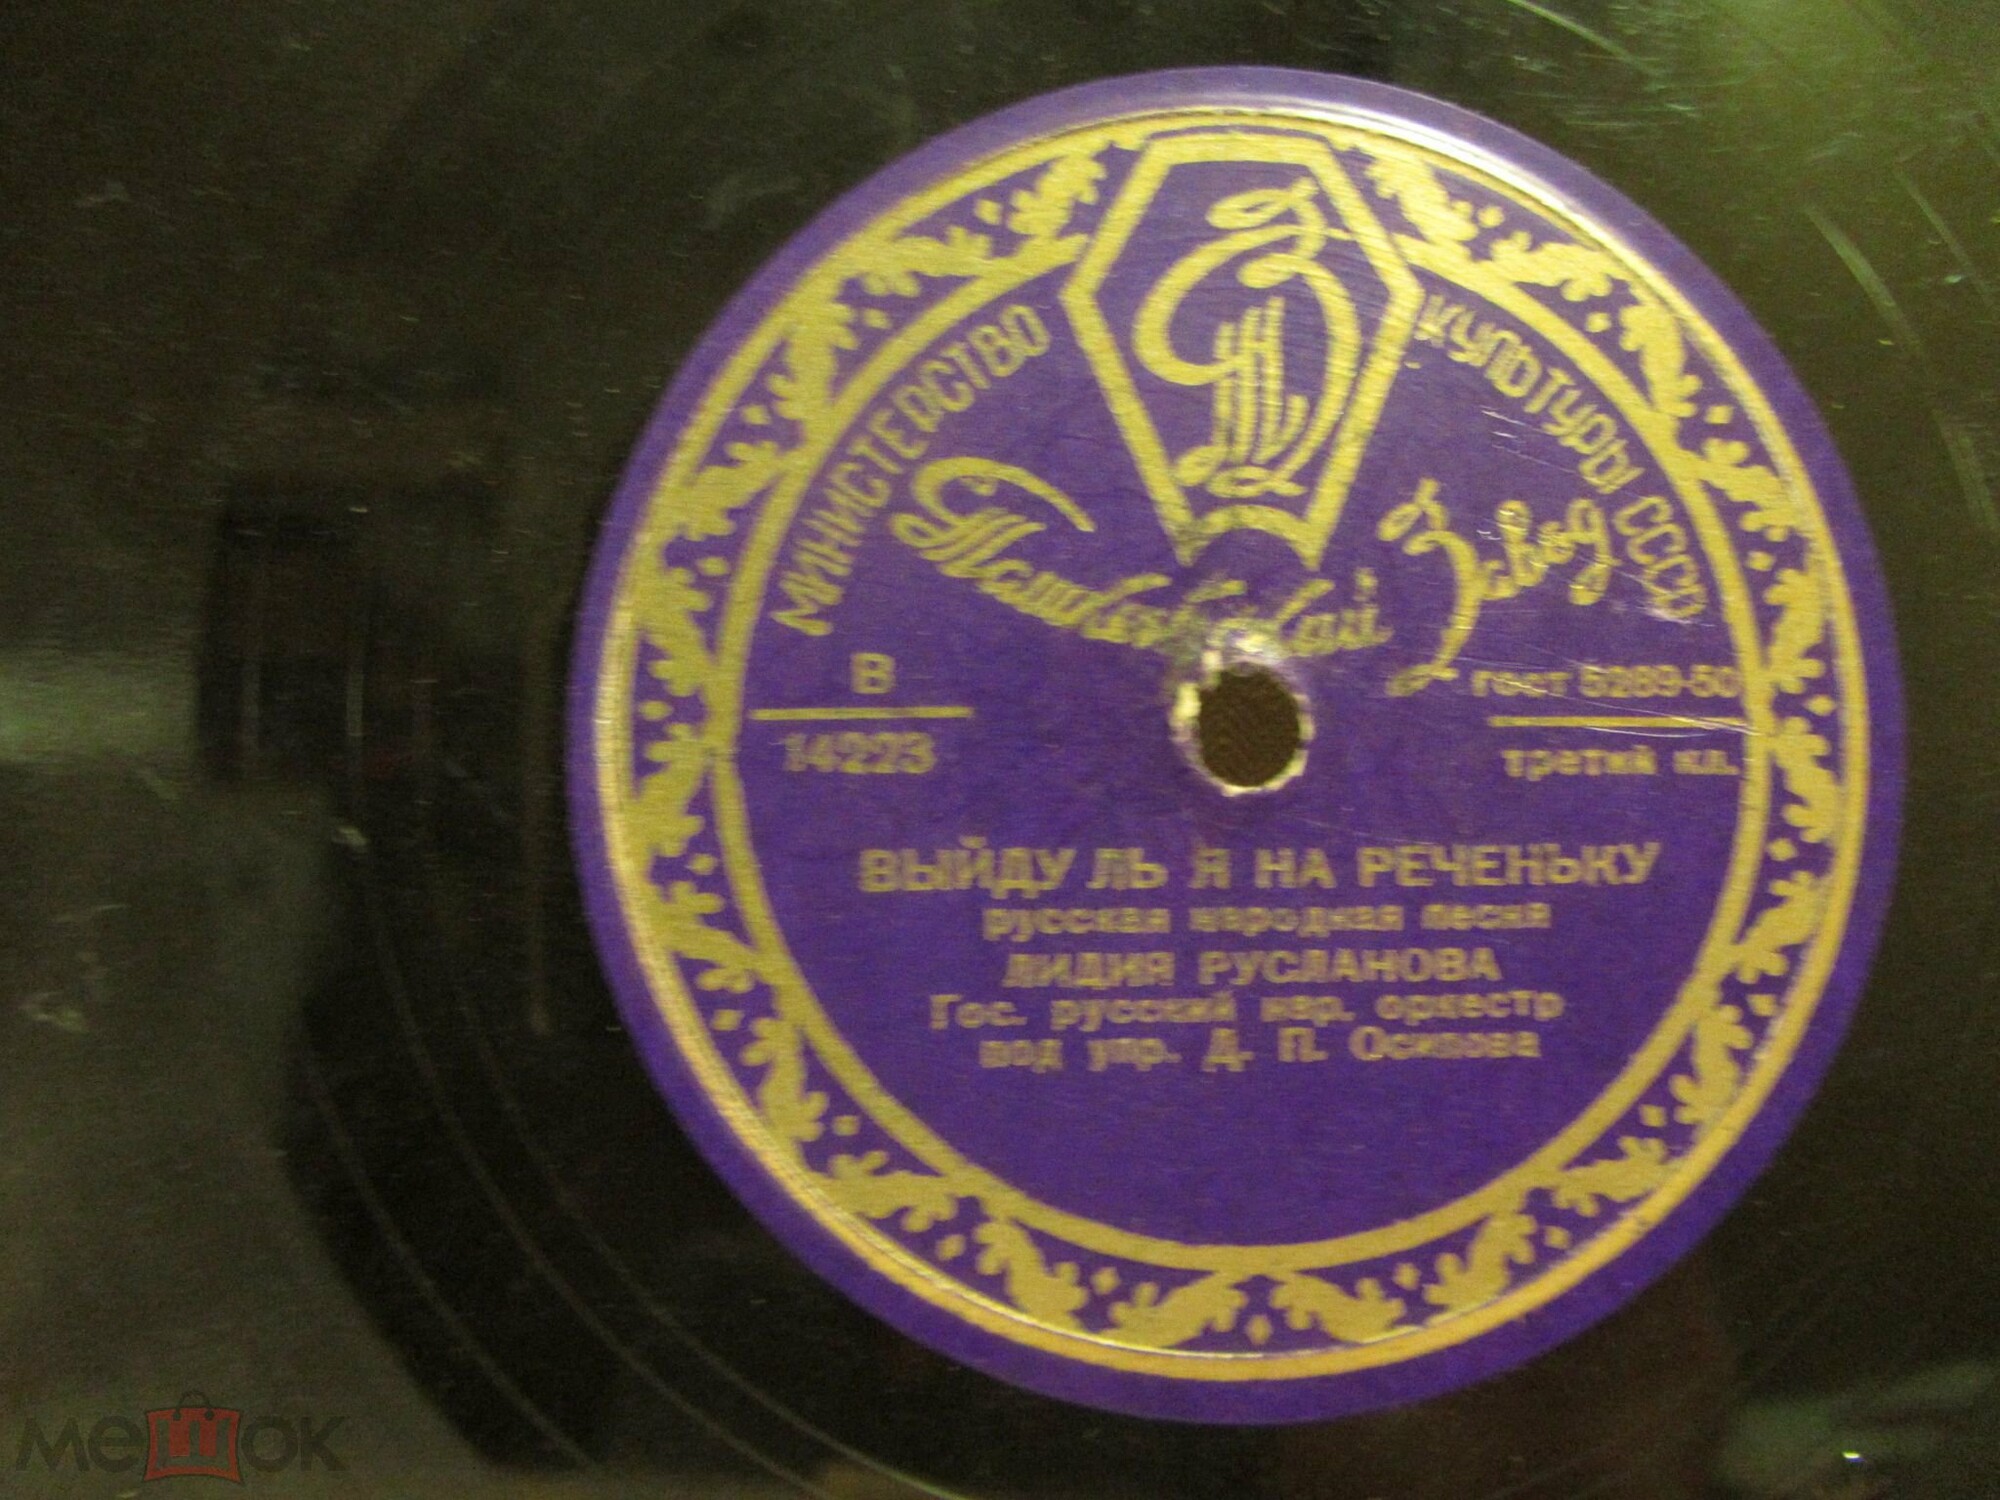 МИНИСТЕРСТВО КУЛЬТУРЫ СССР
Ташкентский Завод
В
14223
ГОСТ 5289-50
третий кл.
ВЫЙДУ ЛЬ Я НА РЕЧЕНЬКУ
русская народная песня
ЛИДИЯ РУСЛАНОВА
Гос. русский нар. оркестр
под упр. Д. П. Осипова
мешок